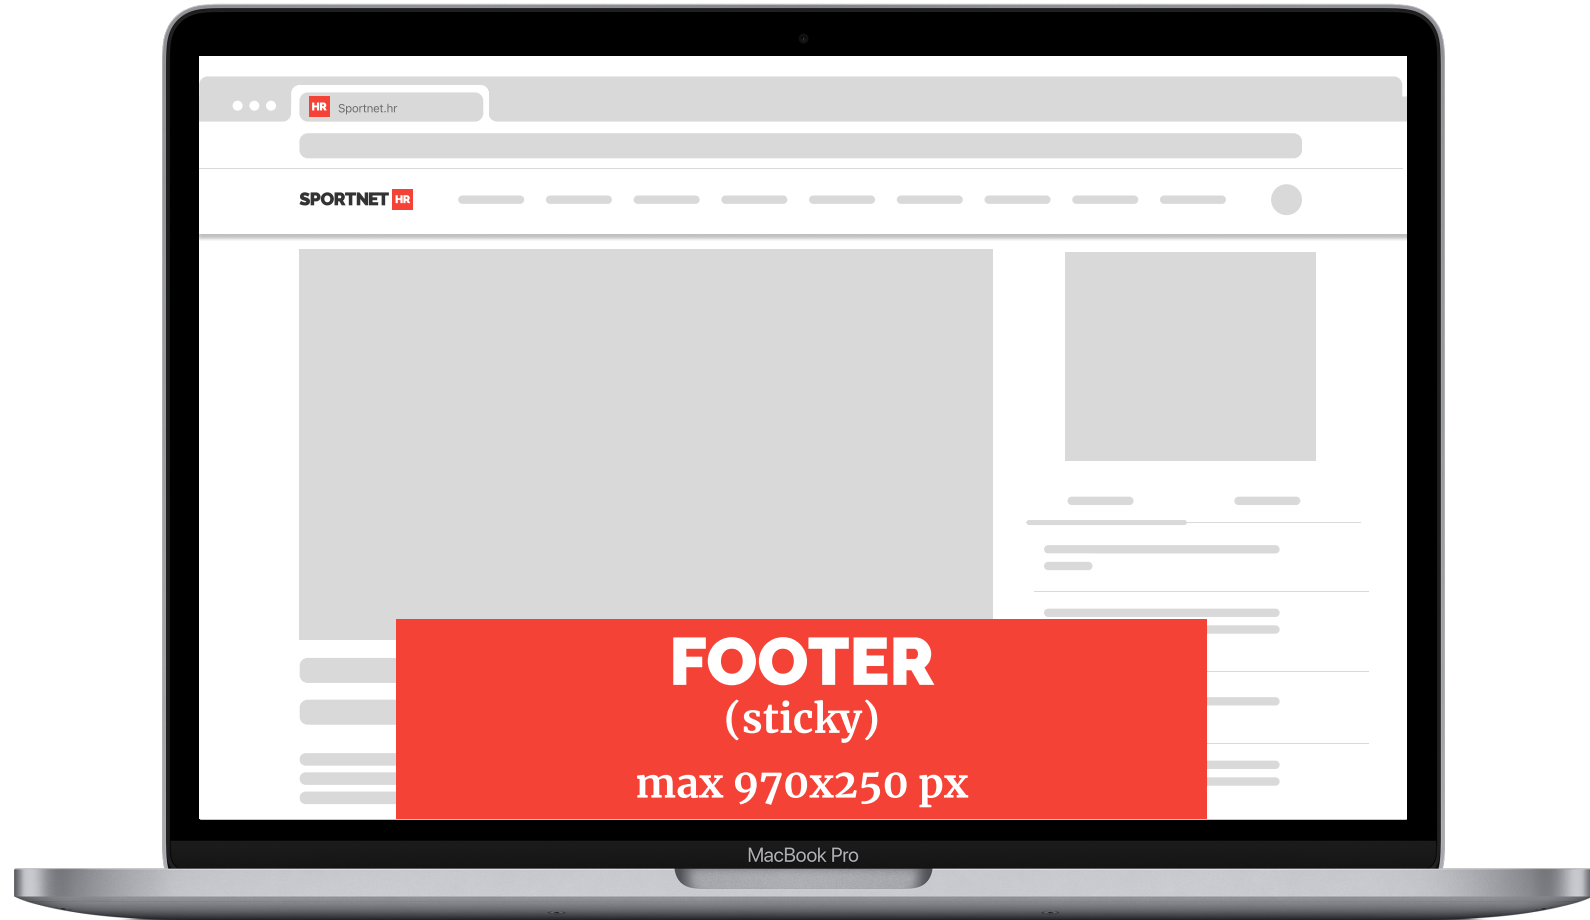 HR Sportnet.hr
SPORTNET HR
FOOTER
(sticky)
max 970x250 px
MacBook Pro